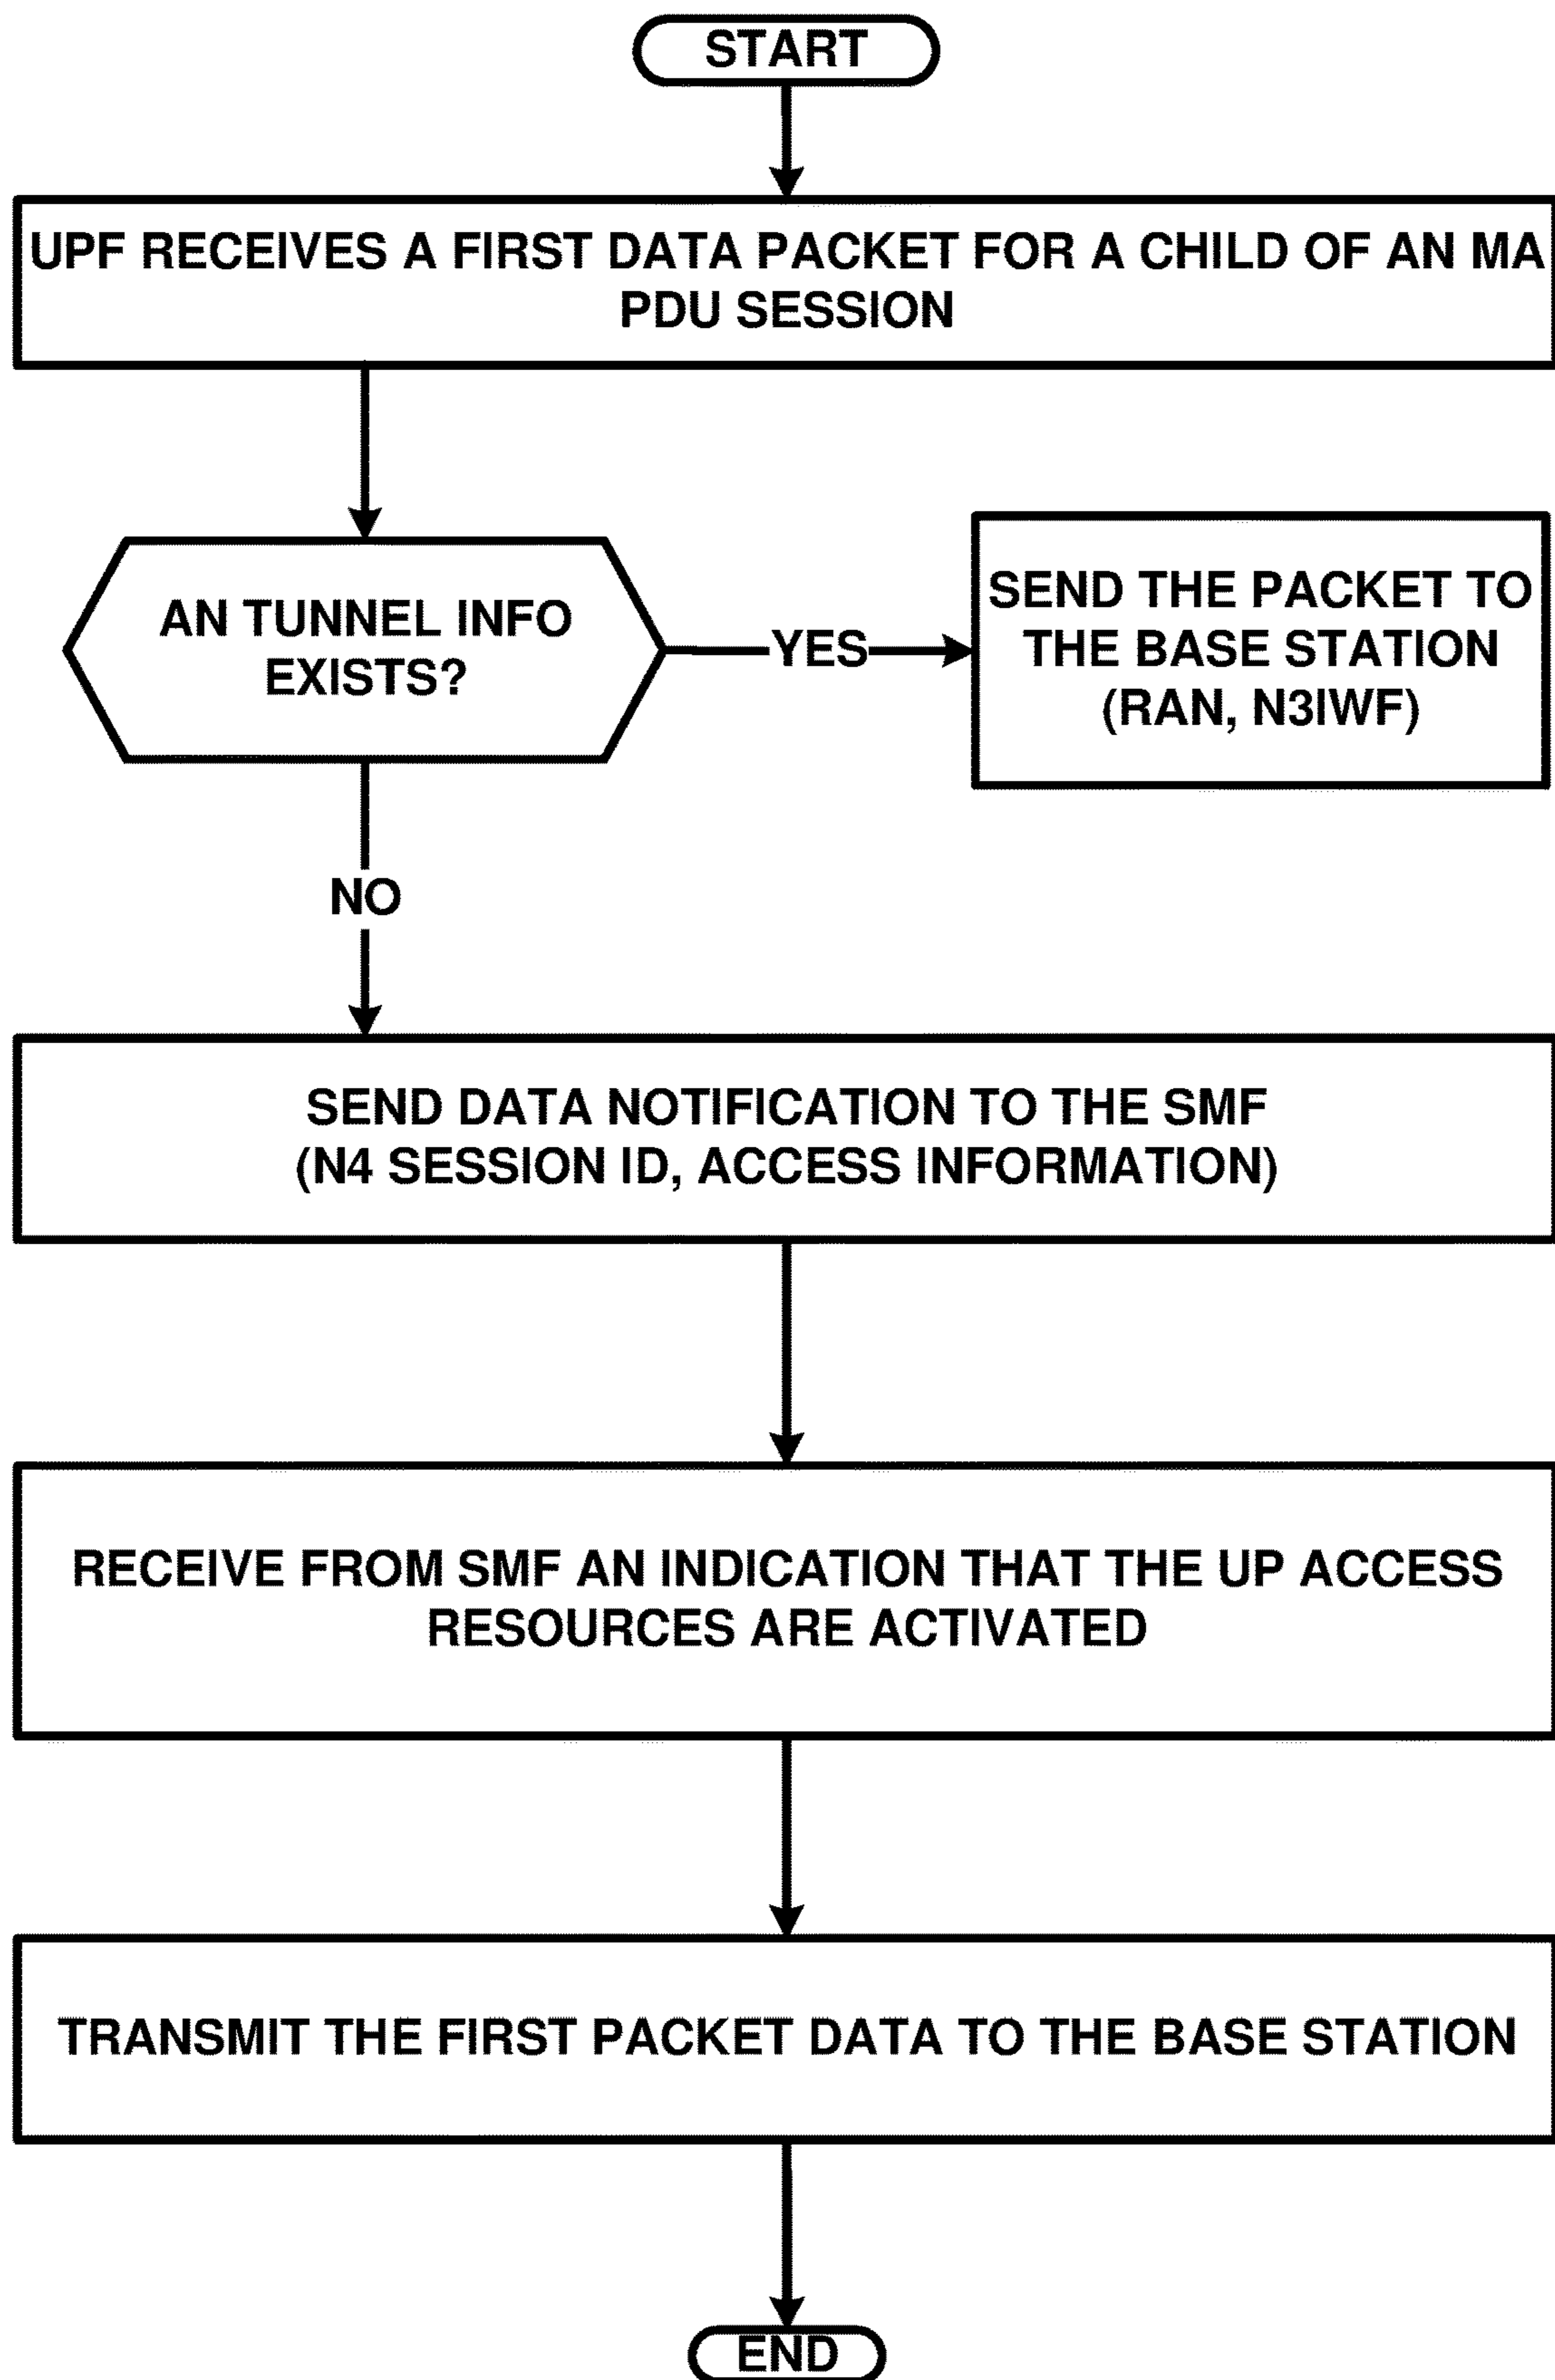 START
UPF RECEIVES A FIRST DATA PACKET FOR A CHILD OF AN MA
PDU SESSION
AN TUNNEL INFO
EXISTS?
YES
SEND THE PACKET TO
THE BASE STATION
(RAN, N3IWF)
NO
SEND DATA NOTIFICATION TO THE SMF
(N4 SESSION ID, ACCESS INFORMATION)
RECEIVE FROM SMF AN INDICATION THAT THE UP ACCESS
RESOURCES ARE ACTIVATED
TRANSMIT THE FIRST PACKET DATA TO THE BASE STATION
END